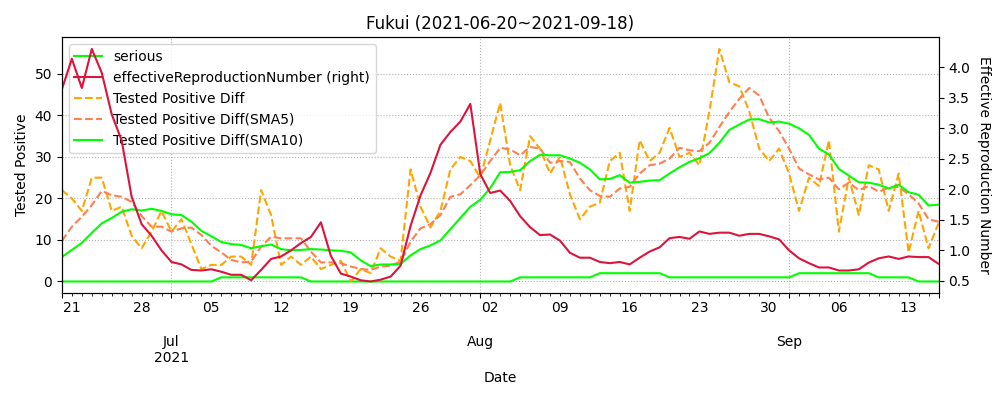 Fukui (2021-06-20~2021-09-18)
serious
effectiveReproductionNumber (right)
Tested Positive Diff
Tested Positive Diff(SMA5)
Tested Positive Diff(SMA10)
Tested Positive
50
40
30
20
10
0
4.0
3.5
3.0
2.5
2.0
1.5
1.0
0.5
Effective Reproduction Number
21 28 05 12 19 26 02 09 16 23 30 06 13
Jul Aug Sep
2021
Date